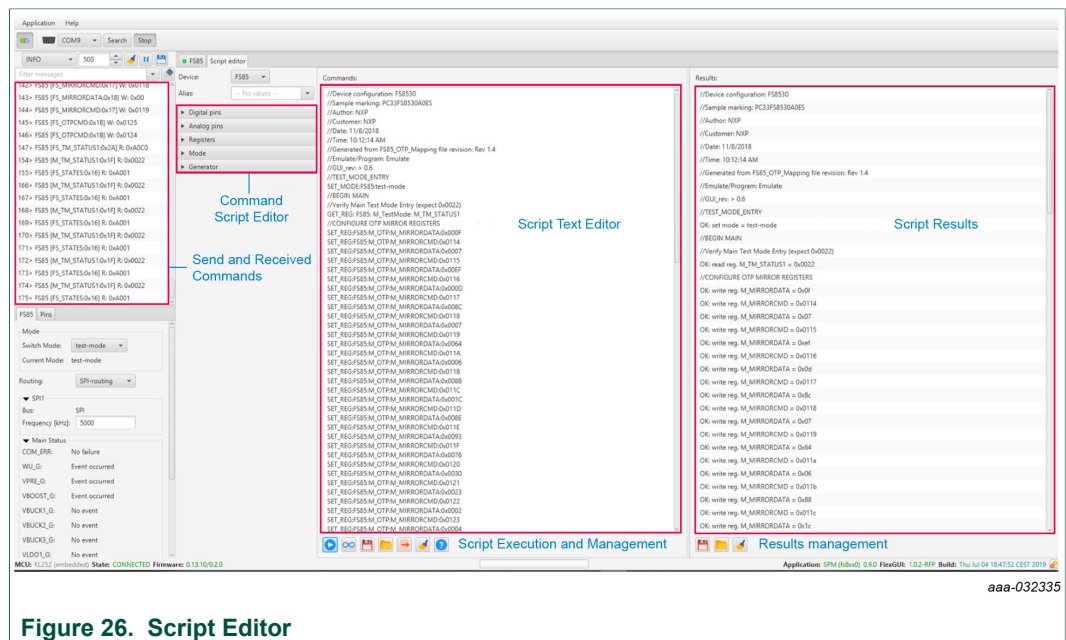 Application Help
COM9 Search Stop
INFO 500
Filter messages
142> FS85 [FS_MIRRORCMD:0x17] W: 0x0118
143> FS85 [FS_MIRRORDATA:0x18] W: 0x00
144> FS85 [FS_MIRRORCMD:0x17] W: 0x0119
145> FS85 [FS_OTPCMD:0x1B] W: 0x0125
146> FS85 [FS_OTPCMD:0x1B] W: 0x0124
147> FS85 [FS_TM_STATUS1:0x2A] R: 0xA0C0
154> FS85 [M_TM_STATUS1:0x1F] R: 0x0022
155> FS85 [FS_STATES:0x16] R: 0xA001
166> FS85 [M_TM_STATUS1:0x1F] R: 0x0022
167> FS85 [FS_STATES:0x16] R: 0xA001
168> FS85 [M_TM_STATUS1:0x1F] R: 0x0022
169> FS85 [FS_STATES:0x16] R: 0xA001
170> FS85 [M_TM_STATUS1:0x1F] R: 0x0022
171> FS85 [FS_STATES:0x16] R: 0xA001
172> FS85 [M_TM_STATUS1:0x1F] R: 0x0022
173> FS85 [FS_STATES:0x16] R: 0xA001
174> FS85 [M_TM_STATUS1:0x1F] R: 0x0022
175> FS85 [FS_STATES:0x16] R: 0xA001
Send and Received
Commands
FS85 Pins
Mode
Switch Mode: test-mode
Current Mode: test-mode
Routing: SPI-routing
SPI1
Bus: SPI
Frequency [kHz]: 5000
Main Status
COM_ERR: No failure
WU_G: Event occurred
VPRE_G: Event occurred
VBOOST_G: Event occurred
VBUCK1_G: No event
VBUCK2_G: No event
VBUCK3_G: No event
VLDO1_G: No event
FS85 Script editor
Device: FS85
Alias: -- No values --
Digital pins
Analog pins
Registers
Mode
Generator
Command
Script Editor
Commands:
//Device configuration: FS8530
//Sample marking: PC33FS8530A0ES
//Author: NXP
//Customer: NXP
//Date: 11/8/2018
//Time: 10:12:14 AM
//Generated from FS85_OTP_Mapping file revision: Rev 1.4
//Emulate/Program: Emulate
//GUI_rev: > 0.6
//TEST_MODE_ENTRY
SET_MODE:FS85:test-mode
//BEGIN MAIN
//Verify Main Test Mode Entry (expect 0x0022)
GET_REG: FS85: M_TestMode: M_TM_STATUS1
//CONFIGURE OTP MIRROR REGISTERS
SET_REG:FS85:M_OTP:M_MIRRORDATA:0x000F
SET_REG:FS85:M_OTP:M_MIRRORCMD:0x0114
SET_REG:FS85:M_OTP:M_MIRRORDATA:0x0007
SET_REG:FS85:M_OTP:M_MIRRORCMD:0x0115
SET_REG:FS85:M_OTP:M_MIRRORDATA:0x00EF
SET_REG:FS85:M_OTP:M_MIRRORCMD:0x0116
SET_REG:FS85:M_OTP:M_MIRRORDATA:0x000D
SET_REG:FS85:M_OTP:M_MIRRORCMD:0x0117
SET_REG:FS85:M_OTP:M_MIRRORDATA:0x008C
SET_REG:FS85:M_OTP:M_MIRRORCMD:0x0118
SET_REG:FS85:M_OTP:M_MIRRORDATA:0x0007
SET_REG:FS85:M_OTP:M_MIRRORCMD:0x0119
SET_REG:FS85:M_OTP:M_MIRRORDATA:0x0064
SET_REG:FS85:M_OTP:M_MIRRORCMD:0x011A
SET_REG:FS85:M_OTP:M_MIRRORDATA:0x0006
SET_REG:FS85:M_OTP:M_MIRRORCMD:0x011B
SET_REG:FS85:M_OTP:M_MIRRORDATA:0x0088
SET_REG:FS85:M_OTP:M_MIRRORCMD:0x011C
SET_REG:FS85:M_OTP:M_MIRRORDATA:0x001C
SET_REG:FS85:M_OTP:M_MIRRORCMD:0x011D
SET_REG:FS85:M_OTP:M_MIRRORDATA:0x008E
SET_REG:FS85:M_OTP:M_MIRRORCMD:0x011E
SET_REG:FS85:M_OTP:M_MIRRORDATA:0x0093
SET_REG:FS85:M_OTP:M_MIRRORCMD:0x011F
SET_REG:FS85:M_OTP:M_MIRRORDATA:0x0076
SET_REG:FS85:M_OTP:M_MIRRORCMD:0x0120
SET_REG:FS85:M_OTP:M_MIRRORDATA:0x0030
SET_REG:FS85:M_OTP:M_MIRRORCMD:0x0121
SET_REG:FS85:M_OTP:M_MIRRORDATA:0x0023
SET_REG:FS85:M_OTP:M_MIRRORCMD:0x0122
SET_REG:FS85:M_OTP:M_MIRRORDATA:0x0002
SET_REG:FS85:M_OTP:M_MIRRORCMD:0x0123
SET_REG:FS85:M_OTP:M_MIRRORDATA:0x0004
Script Text Editor
Script Execution and Management
Results:
//Device configuration: FS8530
//Sample marking: PC33FS8530A0ES
//Author: NXP
//Customer: NXP
//Date: 11/8/2018
//Time: 10:12:14 AM
//Generated from FS85_OTP_Mapping file revision: Rev 1.4
//Emulate/Program: Emulate
//GUI_rev: > 0.6
//TEST_MODE_ENTRY
OK: set mode = test-mode
//BEGIN MAIN
//Verify Main Test Mode Entry (expect 0x0022)
OK: read reg. M_TM_STATUS1 = 0x0022
//CONFIGURE OTP MIRROR REGISTERS
OK: write reg. M_MIRRORDATA = 0x0f
OK: write reg. M_MIRRORCMD = 0x0114
OK: write reg. M_MIRRORDATA = 0x07
OK: write reg. M_MIRRORCMD = 0x0115
OK: write reg. M_MIRRORDATA = 0xef
OK: write reg. M_MIRRORCMD = 0x0116
OK: write reg. M_MIRRORDATA = 0x0d
OK: write reg. M_MIRRORCMD = 0x0117
OK: write reg. M_MIRRORDATA = 0x8c
OK: write reg. M_MIRRORCMD = 0x0118
OK: write reg. M_MIRRORDATA = 0x07
OK: write reg. M_MIRRORCMD = 0x0119
OK: write reg. M_MIRRORDATA = 0x64
OK: write reg. M_MIRRORCMD = 0x011a
OK: write reg. M_MIRRORDATA = 0x06
OK: write reg. M_MIRRORCMD = 0x011b
OK: write reg. M_MIRRORDATA = 0x88
OK: write reg. M_MIRRORCMD = 0x011c
OK: write reg. M_MIRRORDATA = 0x1c
Script Results
Results management
MCU: KL25Z (embedded) State: CONNECTED Firmware: 0.13.10/0.2.0
Application: SPM (fs8xx0) 0.9.0 FlexGUI: 1.0.2-RFP Build: Thu Jul 04 18:47:52 CEST 2019
aaa-032335
Figure 26. Script Editor